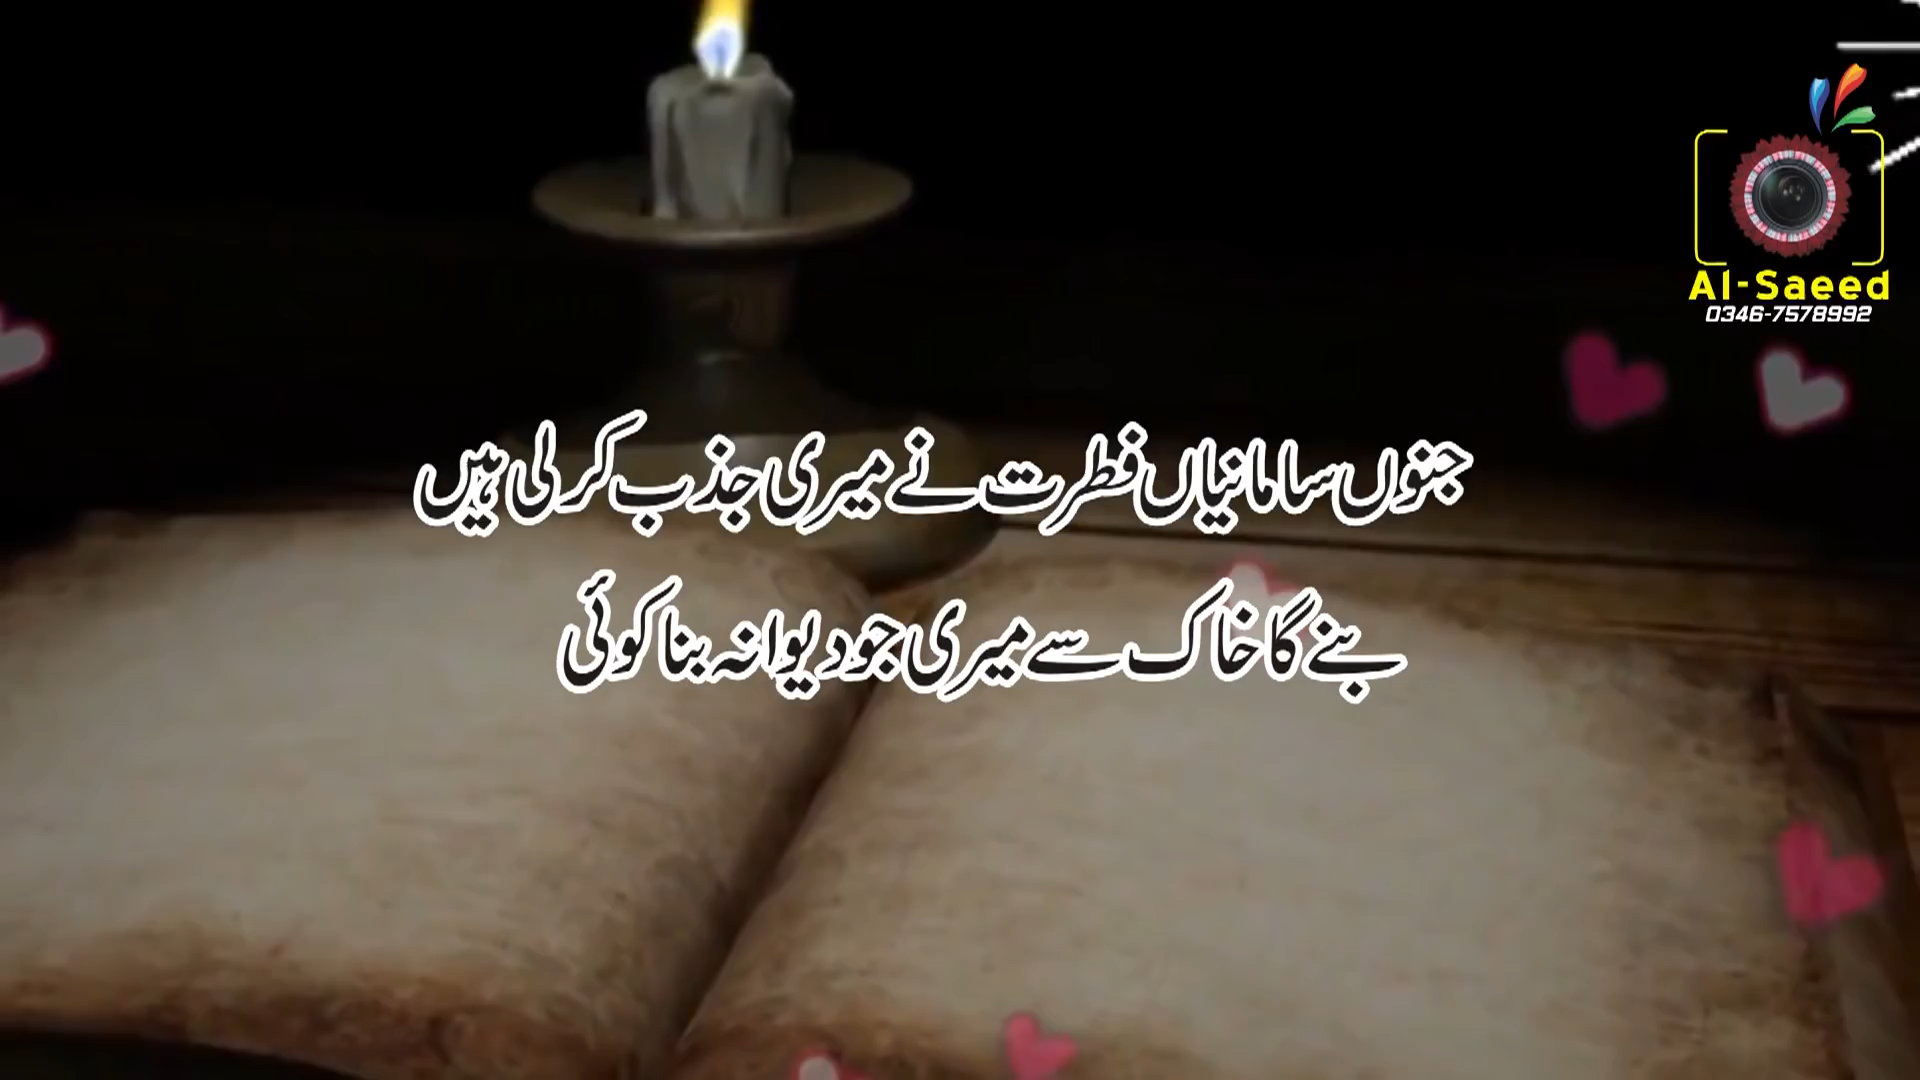 Al-Saeed
0346-7578992
جنوں سامانیاں فطرت نے میری جذب کر لی ہیں
بنے گا خاک سے میری جو دیوانہ بنا کوئی